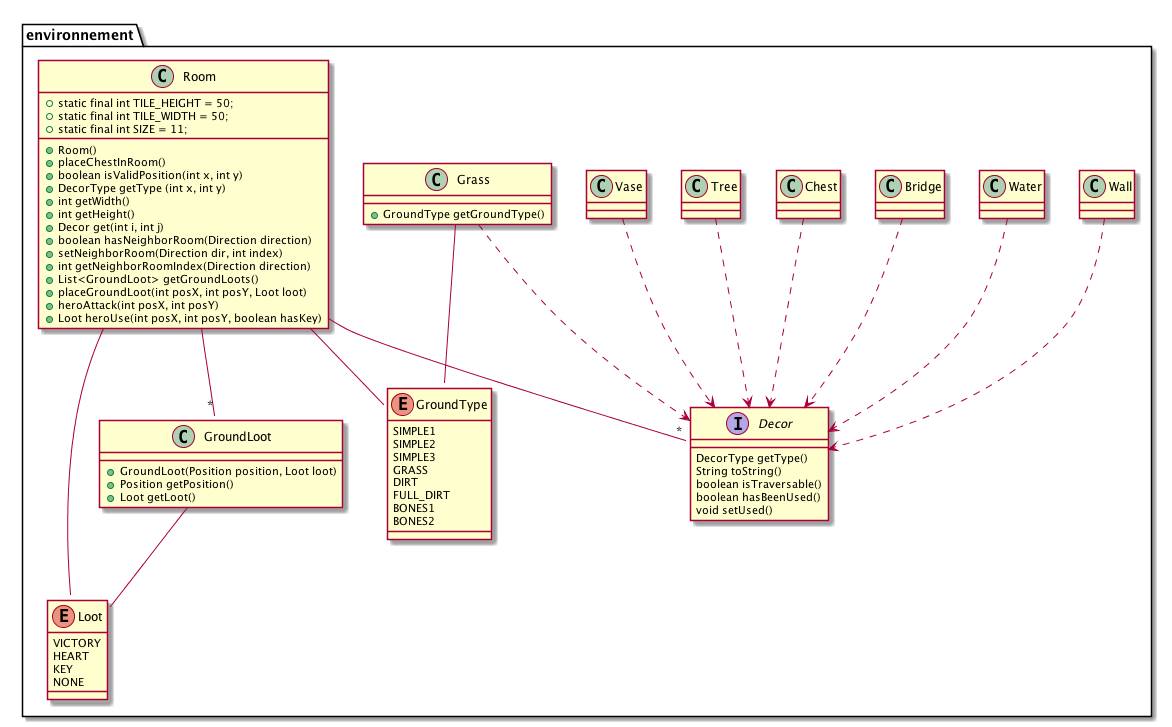 environnement
C Room
static final int TILE_HEIGHT = 50;
static final int TILE_WIDTH = 50;
static final int SIZE = 11;
Room()
placeChestInRoom()
boolean isValidPosition(int x, int y)
DecorType getType (int x, int y)
int getWidth()
int getHeight()
Decor get(int i, int j)
boolean hasNeighborRoom(Direction direction)
setNeighborRoom(Direction dir, int index)
int getNeighborRoomIndex(Direction direction)
List<GroundLoot> getGroundLoots()
placeGroundLoot(int posX, int posY, Loot loot)
heroAttack(int posX, int posY)
Loot heroUse(int posX, int posY, boolean hasKey)
C Grass
GroundType getGroundType()
C Vase
C Tree
C Chest
C Bridge
C Water
C Wall
*
*
C GroundLoot
GroundLoot(Position position, Loot loot)
Position getPosition()
Loot getLoot()
E GroundType
SIMPLE1
SIMPLE2
SIMPLE3
GRASS
DIRT
FULL_DIRT
BONES1
BONES2
I Decor
DecorType getType()
String toString()
boolean isTraversable()
boolean hasBeenUsed()
void setUsed()
E Loot
VICTORY
HEART
KEY
NONE